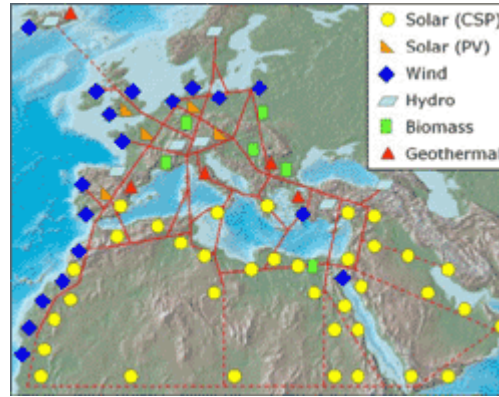 Solar (CSP)
Solar (PV)
Wind
Hydro
Biomass
Geothermal